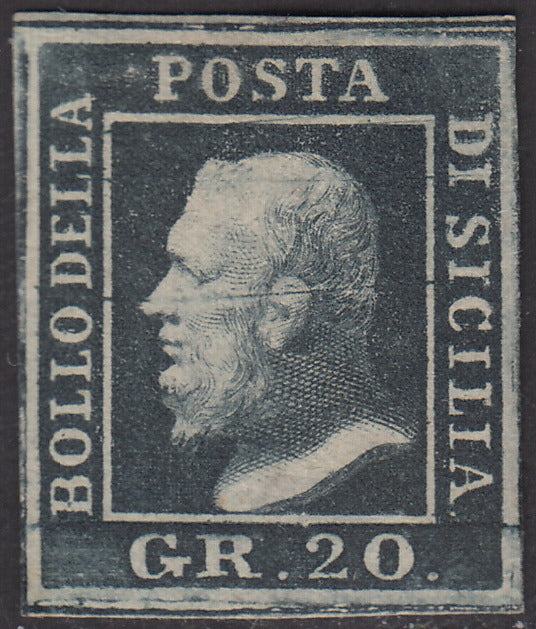 BOLLO DELLA
POSTA
DI SICILIA
GR. 20.